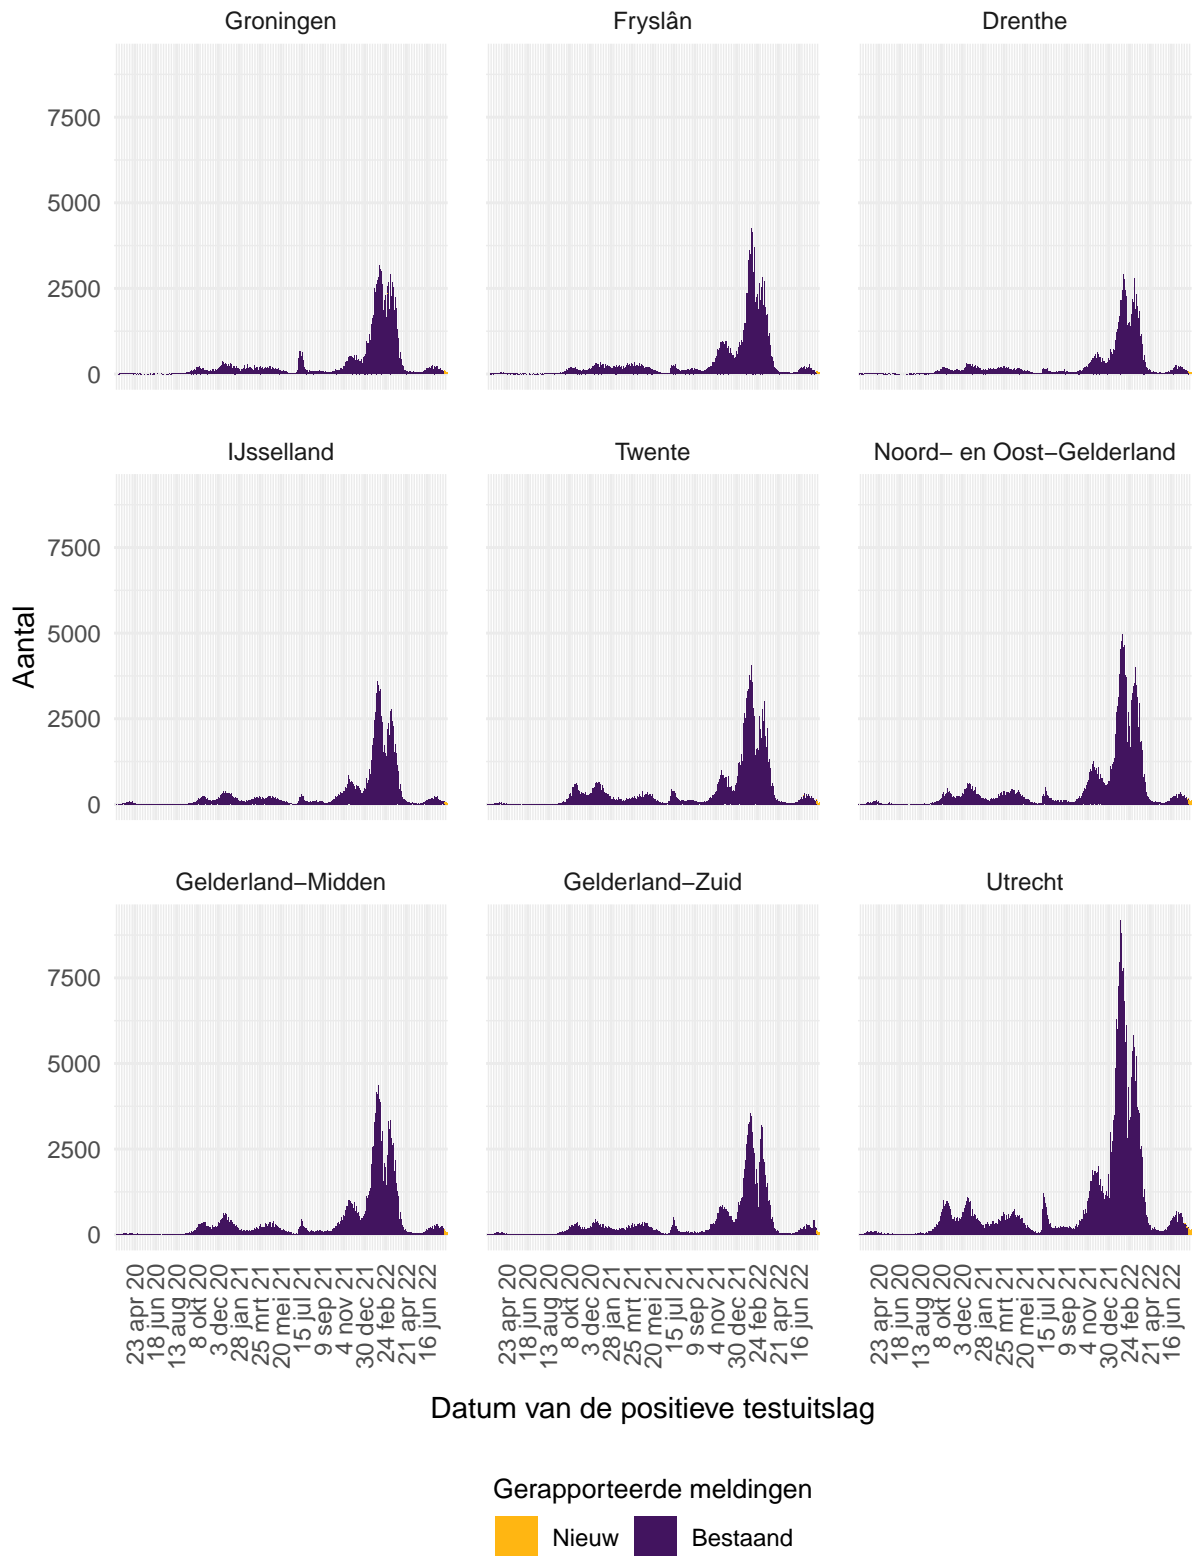 Groningen Fryslân Drenthe
7500
5000
2500
0
IJsselland Twente Noord− en Oost−Gelderland
7500
5000
2500
0
Aantal
Gelderland−Midden Gelderland−Zuid Utrecht
7500
5000
2500
0
23 apr 20
18 jun 20
13 aug 20
8 okt 20
3 dec 20
28 jan 21
25 mrt 21
20 mei 21
15 jul 21
9 sep 21
4 nov 21
30 dec 21
24 feb 22
21 apr 22
16 jun 22
23 apr 20
18 jun 20
13 aug 20
8 okt 20
3 dec 20
28 jan 21
25 mrt 21
20 mei 21
15 jul 21
9 sep 21
4 nov 21
30 dec 21
24 feb 22
21 apr 22
16 jun 22
23 apr 20
18 jun 20
13 aug 20
8 okt 20
3 dec 20
28 jan 21
25 mrt 21
20 mei 21
15 jul 21
9 sep 21
4 nov 21
30 dec 21
24 feb 22
21 apr 22
16 jun 22
Datum van de positieve testuitslag
Gerapporteerde meldingen
Nieuw Bestaand